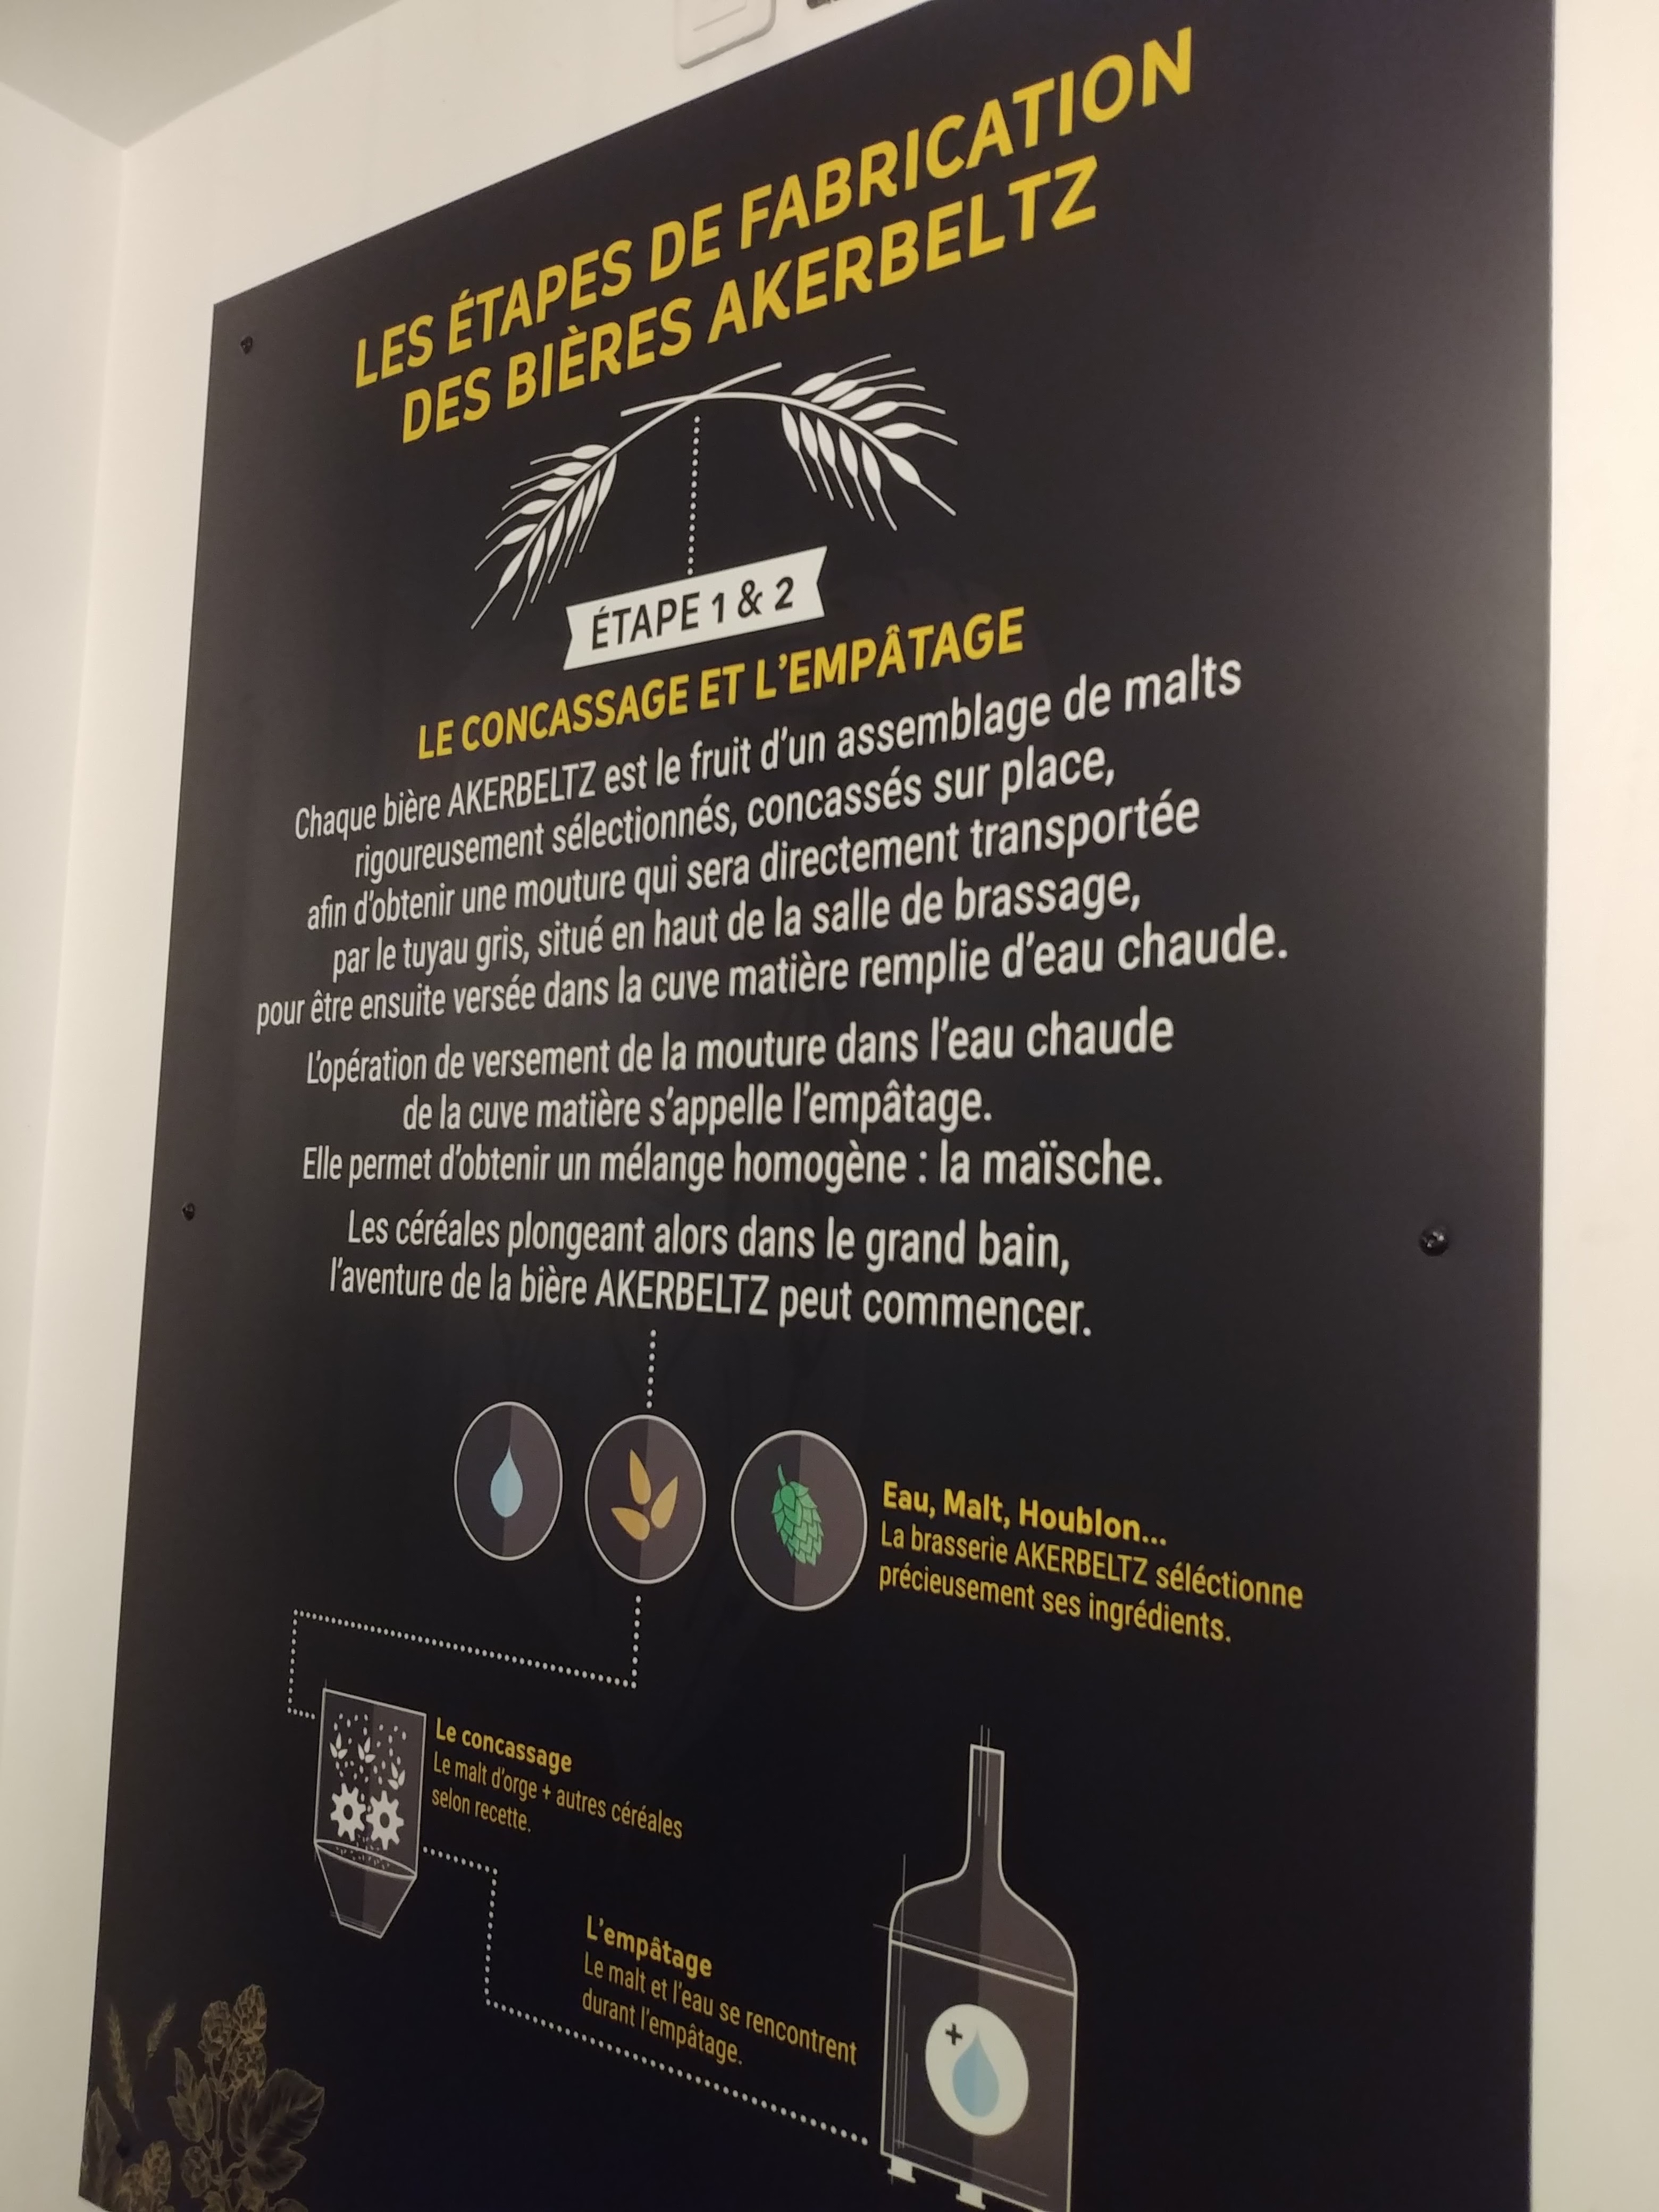 LES ÉTAPES DE FABRICATION
DES BIÈRES AKERBELTZ
ÉTAPE 1 & 2
LE CONCASSAGE ET L'EMPÂTAGE
Chaque bière AKERBELTZ est le fruit d'un assemblage de malts
rigoureusement sélectionnés, concassés sur place,
afin d'obtenir une mouture qui sera directement transportée
par le tuyau gris, situé en haut de la salle de brassage,
pour être ensuite versée dans la cuve matière remplie d'eau chaude.
L'opération de versement de la mouture dans l'eau chaude
de la cuve matière s'appelle l'empâtage.
Elle permet d'obtenir un mélange homogène : la maïsche.
Les céréales plongeant alors dans le grand bain,
l'aventure de la bière AKERBELTZ peut commencer.
Eau, Malt, Houblon...
La brasserie AKERBELTZ séléctionne
précieusement ses ingrédients.
Le concassage
Le malt d'orge + autres céréales
selon recette.
L'empâtage
Le malt et l'eau se rencontrent
durant l'empâtage.
+